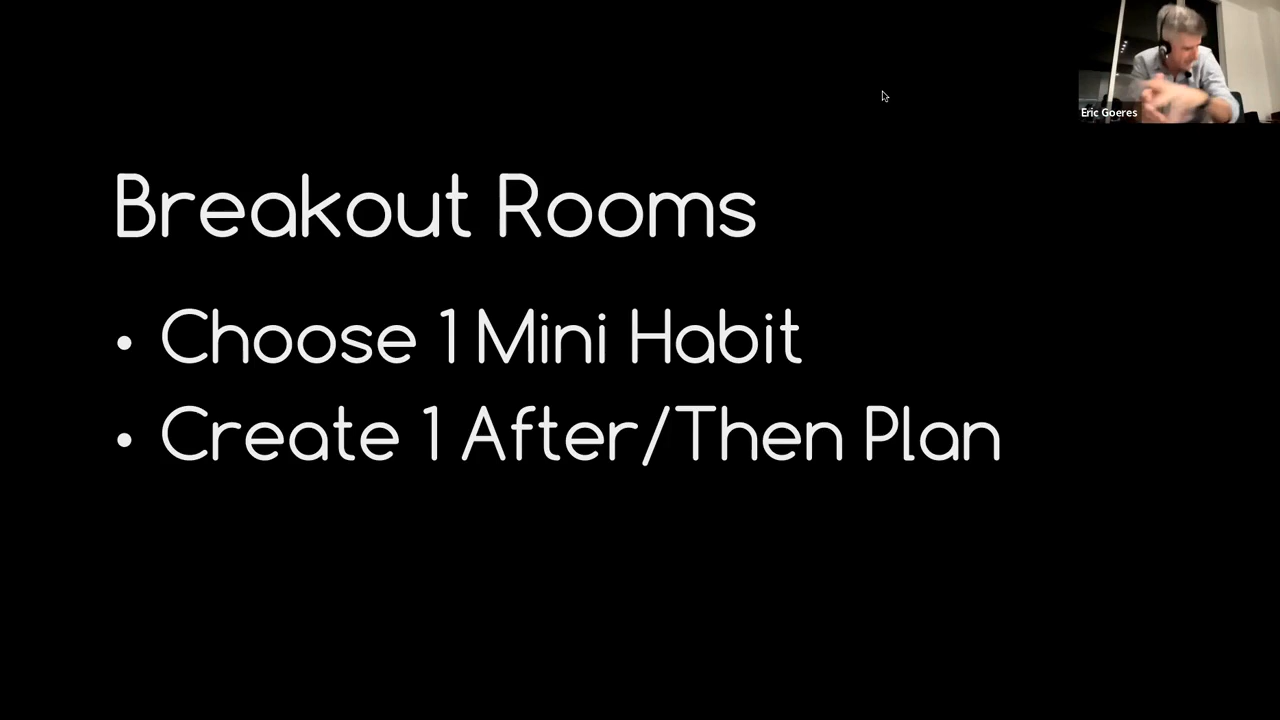 Eric Goeres
Breakout Rooms
• Choose 1 Mini Habit
• Create 1 After/Then Plan